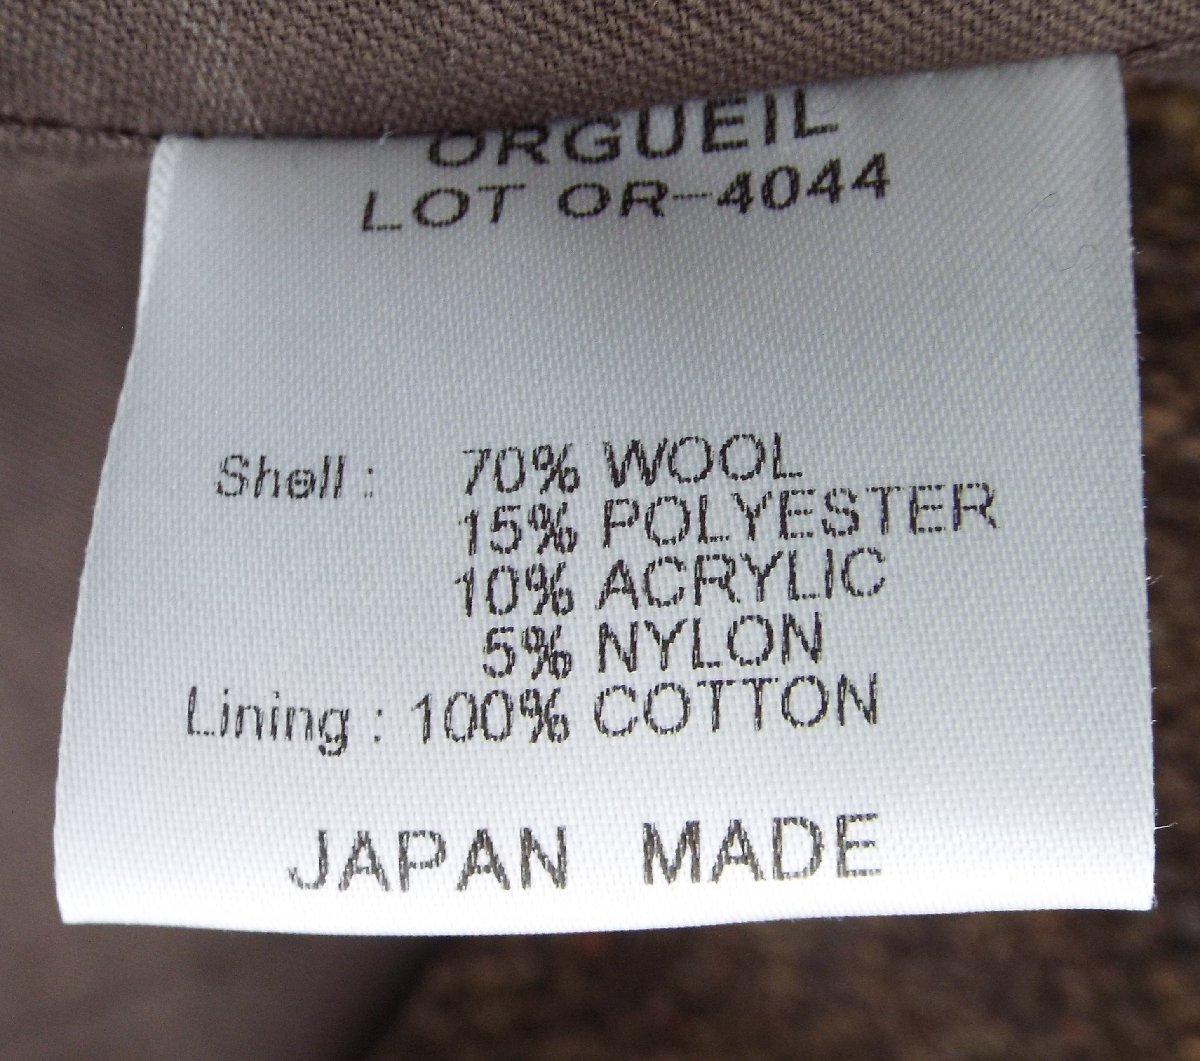 ORGUEIL
LOT OR-4044
Shell : 70% WOOL
15% POLYESTER
10% ACRYLIC
5% NYLON
Lining : 100% COTTON
JAPAN MADE